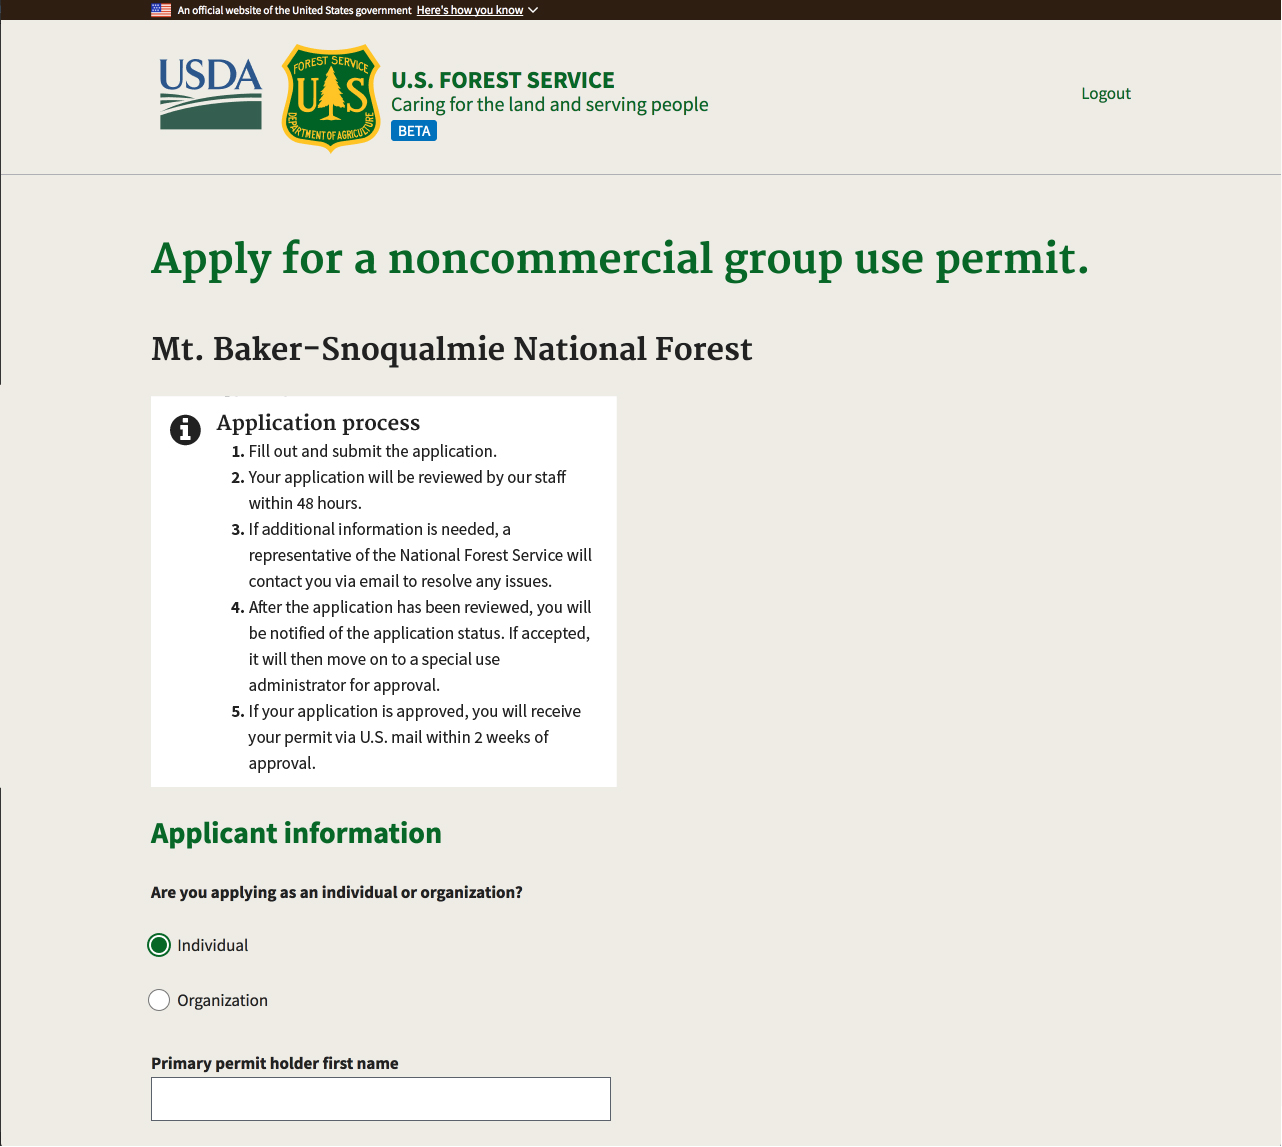 An official website of the United States government Here's how you know
USDA
FOREST SERVICE
U S
DEPARTMENT OF AGRICULTURE
U.S. FOREST SERVICE
Caring for the land and serving people
BETA
Logout
Apply for a noncommercial group use permit.
Mt. Baker-Snoqualmie National Forest
Application process
1. Fill out and submit the application.
2. Your application will be reviewed by our staff
within 48 hours.
3. If additional information is needed, a
representative of the National Forest Service will
contact you via email to resolve any issues.
4. After the application has been reviewed, you will
be notified of the application status. If accepted,
it will then move on to a special use
administrator for approval.
5. If your application is approved, you will receive
your permit via U.S. mail within 2 weeks of
approval.
Applicant information
Are you applying as an individual or organization?
Individual
Organization
Primary permit holder first name